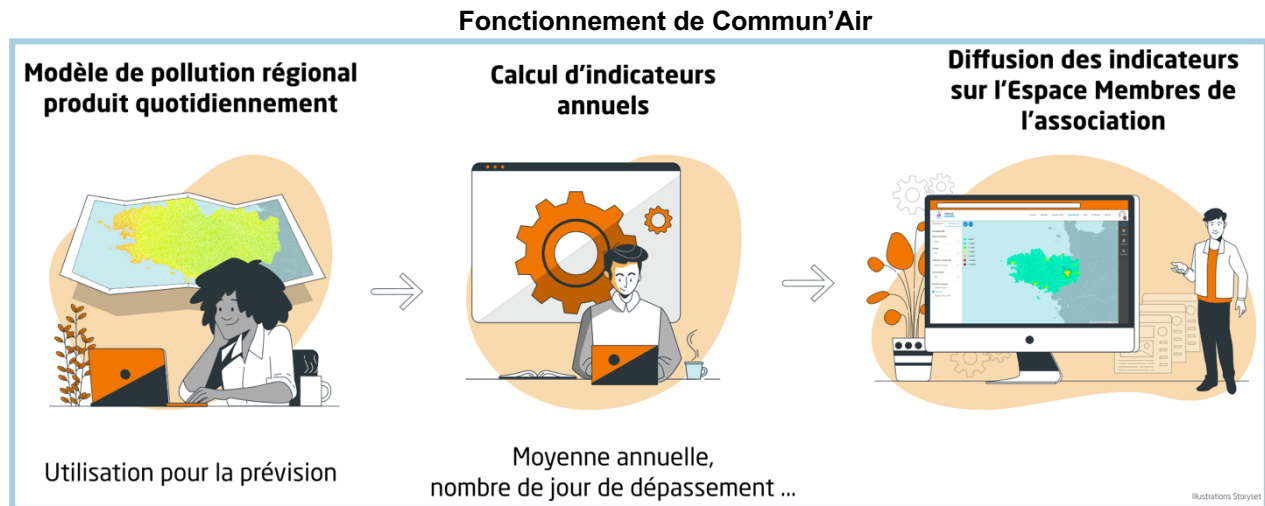 Fonctionnement de Commun’Air
Modèle de pollution régional
produit quotidiennement
Calcul d’indicateurs
annuels
Diffusion des indicateurs
sur l’Espace Membres de
l’association
Utilisation pour la prévision
Moyenne annuelle,
nombre de jour de dépassement ...
Illustrations Storyset